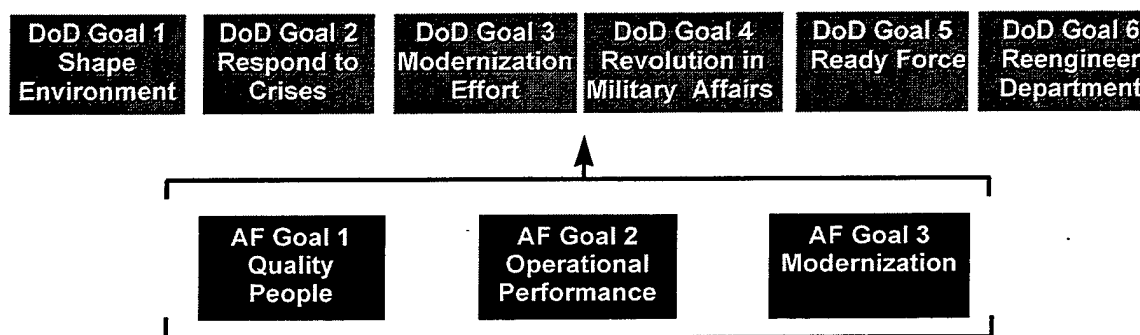 DoD Goal 1
Shape
Environment
DoD Goal 2
Respond to
Crises
DoD Goal 3
Modernization
Effort
DoD Goal 4
Revolution in
Military Affairs
DoD Goal 5
Ready Force
DoD Goal 6
Reengineer
Department
AF Goal 1
Quality
People
AF Goal 2
Operational
Performance
AF Goal 3
Modernization